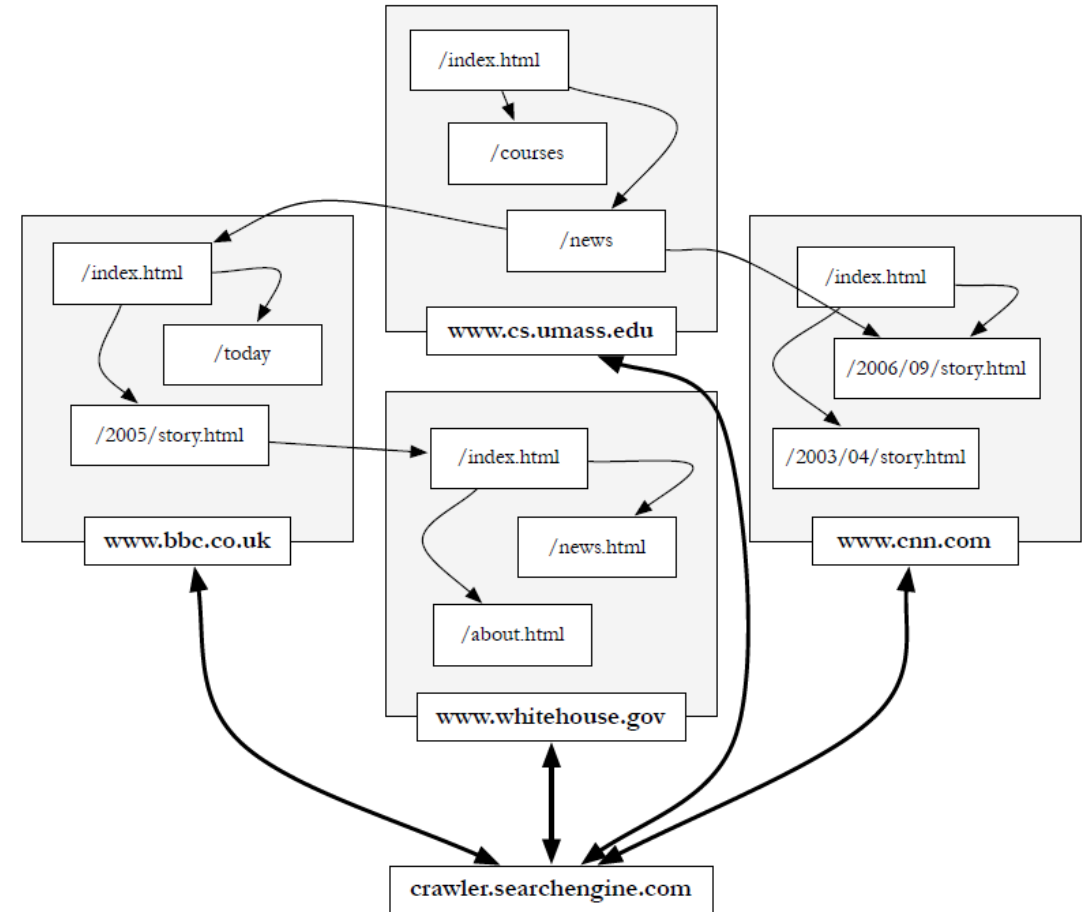 /index.html
/courses
/news
www.cs.umass.edu
/index.html
/today
/2005/story.html
www.bbc.co.uk
/index.html
/2006/09/story.html
/2003/04/story.html
www.cnn.com
/index.html
/news.html
/about.html
www.whitehouse.gov
crawler.searchengine.com